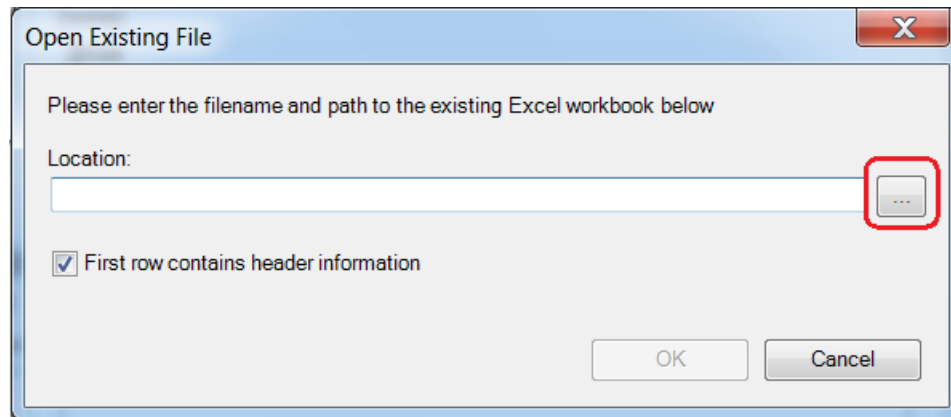 Open Existing File
X
Please enter the filename and path to the existing Excel workbook below
Location:
...
First row contains header information
OK
Cancel